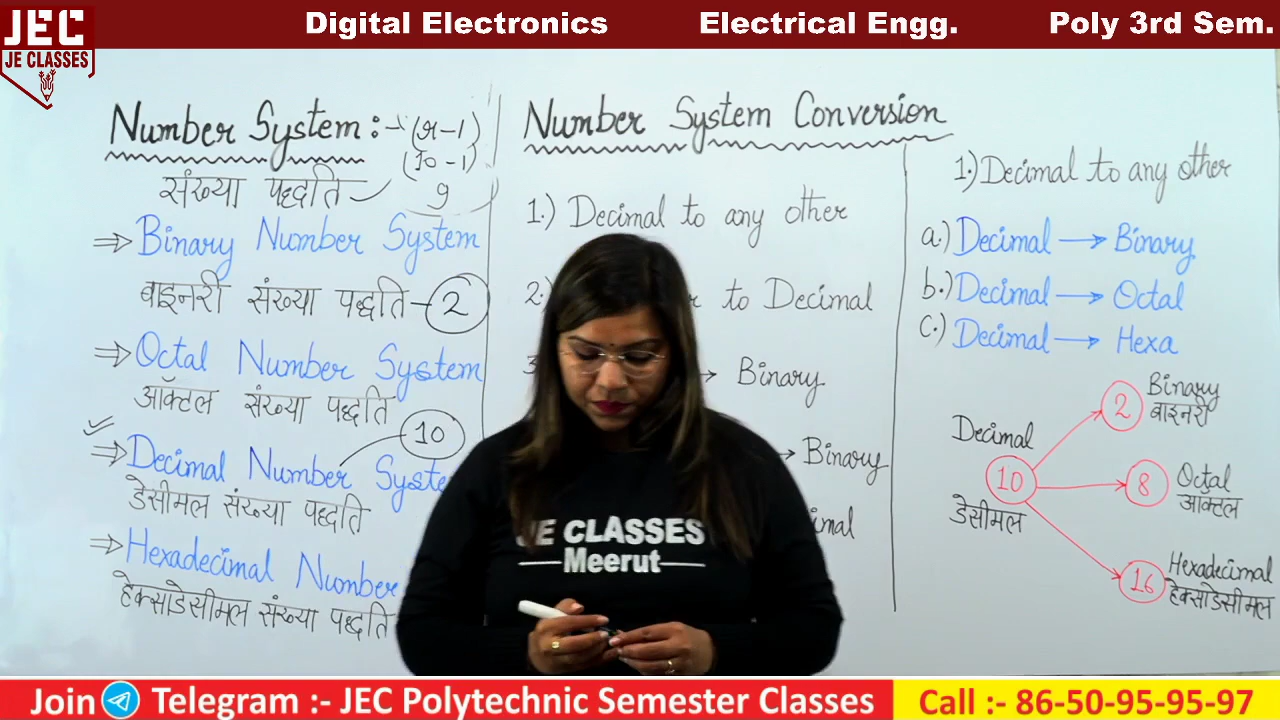 JEC
JE CLASSES
Digital Electronics Electrical Engg. Poly 3rd Sem.
Number System :- (r-1)
(10-1)
संख्या पद्धति 9
⇒ Binary Number System
बाइनरी संख्या पद्धति - 2
⇒ Octal Number System
ऑक्टल संख्या पद्धति
10
⇒ Decimal Number Syste
डेसीमल संख्या पद्धति
⇒ Hexadecimal Number
हेक्साडेसीमल संख्या पद्धति
Number System Conversion
1.) Decimal to any other
2. to Decimal
→ Binary
→ Binary
1.) Decimal to any other
a.) Decimal → Binary
b.) Decimal → Octal
c.) Decimal → Hexa
Decimal
10
डेसीमल
2 Binary
बाइनरी
8 Octal
ऑक्टल
16 Hexadecimal
हेक्साडेसीमल
JE CLASSES
Meerut
Join Telegram :- JEC Polytechnic Semester Classes Call :- 86-50-95-95-97